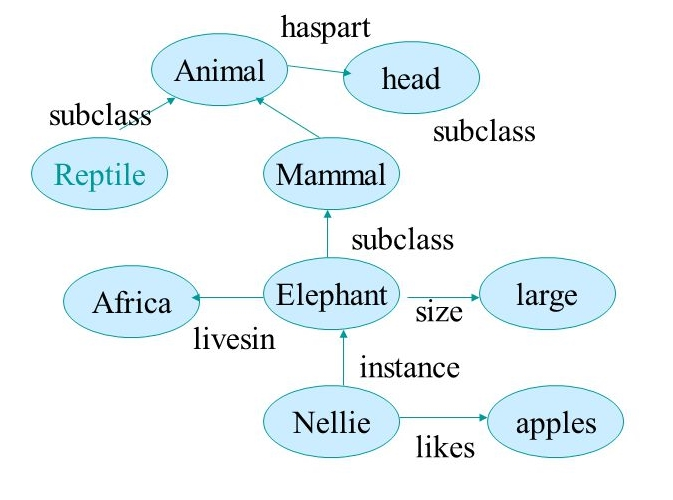 haspart
Animal
head
subclass
subclass
Reptile
Mammal
subclass
Africa
Elephant
large
size
livesin
instance
Nellie
apples
likes